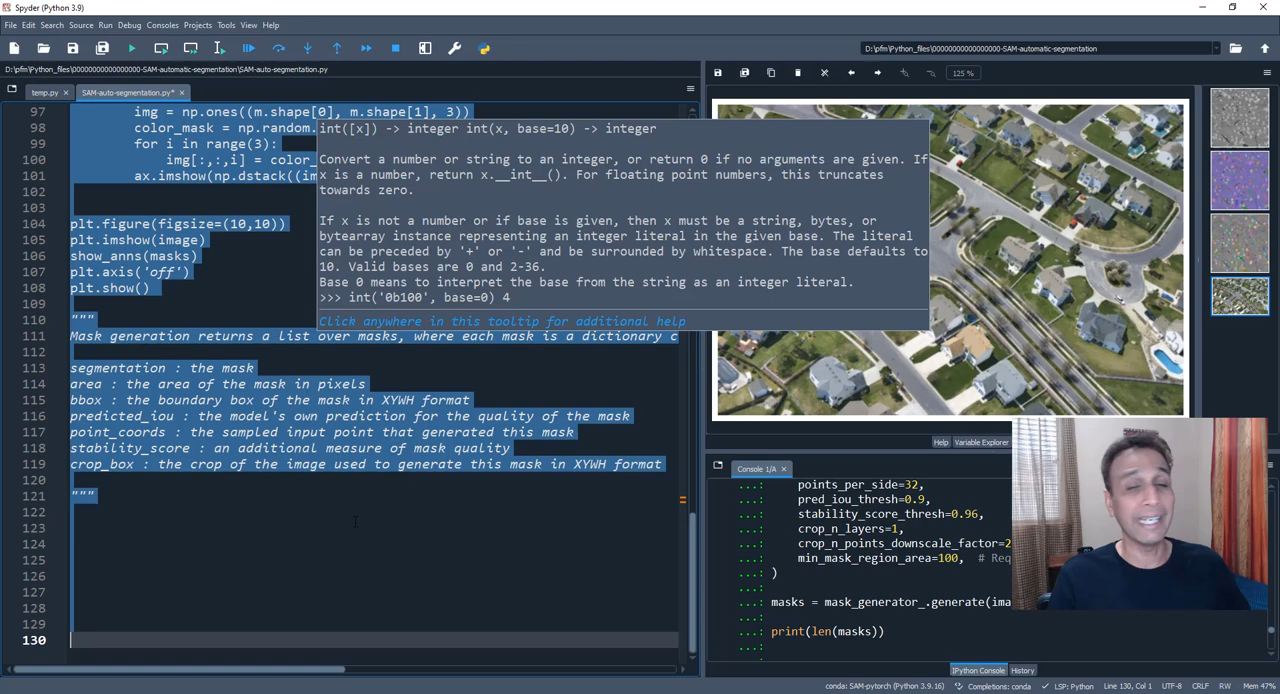 Spyder (Python 3.9)
File Edit Search Source Run Debug Consoles Projects Tools View Help
D:\pfm\Python_files\0000000000000000-SAM-automatic-segmentation
D:\pfm\Python_files\0000000000000000-SAM-automatic-segmentation\SAM-auto-segmentation.py
temp.py
SAM-auto-segmentation.py*
125 %
97 img = np.ones((m.shape[0], m.shape[1], 3))
98 color_mask = np.random.
99 for i in range(3):
100 img[:,:,i] = color_
101 ax.imshow(np.dstack((im
102
103
104 plt.figure(figsize=(10,10))
105 plt.imshow(image)
106 show_anns(masks)
107 plt.axis('off')
108 plt.show()
109
110 """
111 Mask generation returns a list over masks, where each mask is a dictionary c
112
113 segmentation : the mask
114 area : the area of the mask in pixels
115 bbox : the boundary box of the mask in XYWH format
116 predicted_iou : the model's own prediction for the quality of the mask
117 point_coords : the sampled input point that generated this mask
118 stability_score : an additional measure of mask quality
119 crop_box : the crop of the image used to generate this mask in XYWH format
120
121 """
122
123
124
125
126
127
128
129
130
int([x]) -> integer int(x, base=10) -> integer
Convert a number or string to an integer, or return 0 if no arguments are given. If
x is a number, return x.__int__(). For floating point numbers, this truncates
towards zero.
If x is not a number or if base is given, then x must be a string, bytes, or
bytearray instance representing an integer literal in the given base. The literal
can be preceded by '+' or '-' and be surrounded by whitespace. The base defaults to
10. Valid bases are 0 and 2-36.
Base 0 means to interpret the base from the string as an integer literal.
>>> int('0b100', base=0) 4
Click anywhere in this tooltip for additional help
Help Variable Explorer
Console 1/A
...: points_per_side=32,
...: pred_iou_thresh=0.9,
...: stability_score_thresh=0.96,
...: crop_n_layers=1,
...: crop_n_points_downscale_factor=2
...: min_mask_region_area=100, # Req
...: )
...:
...: masks = mask_generator_.generate(ima
...:
...: print(len(masks))
...:
...:
IPython Console History
conda: SAM-pytorch (Python 3.9.16) Completions: conda LSP: Python Line 130, Col 1 UTF-8 CRLF RW Mem 47%